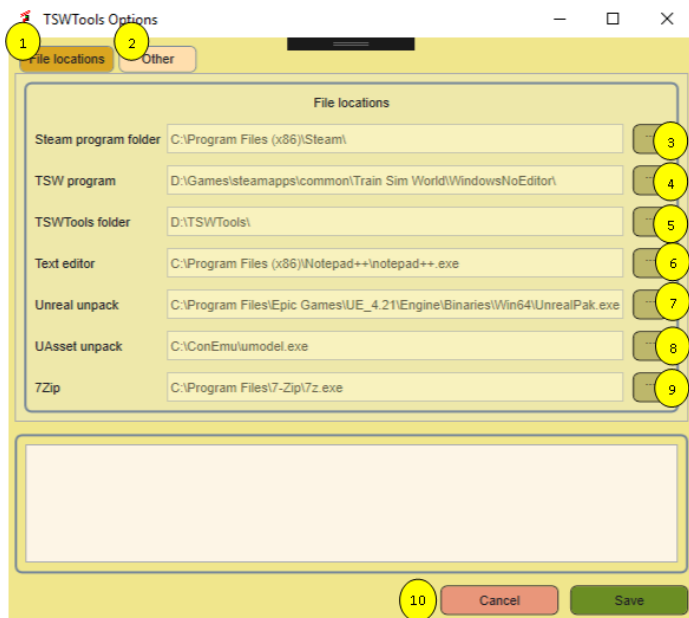 TSWTools Options
1
2
File locations
Other
File locations
Steam program folder C:\Program Files (x86)\Steam\ 3
TSW program D:\Games\steamapps\common\Train Sim World\WindowsNoEditor\ 4
TSWTools folder D:\TSWTools\ 5
Text editor C:\Program Files (x86)\Notepad++\notepad++.exe 6
Unreal unpack C:\Program Files\Epic Games\UE_4.21\Engine\Binaries\Win64\UnrealPak.exe 7
UAsset unpack C:\ConEmu\umodel.exe 8
7Zip C:\Program Files\7-Zip\7z.exe 9
10 Cancel Save